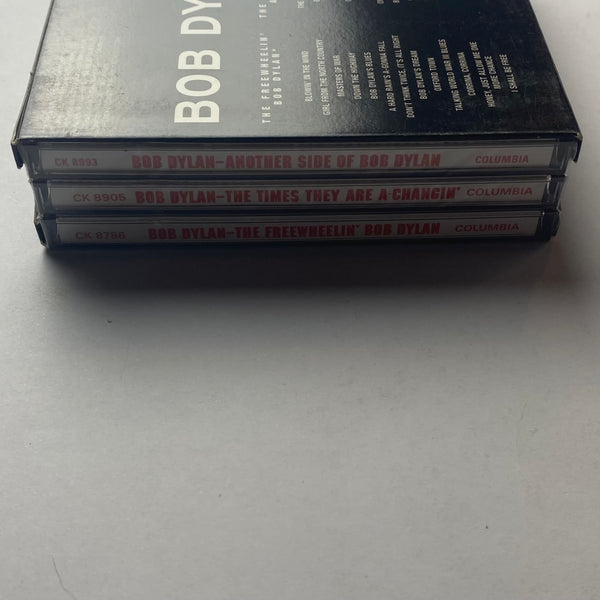 BOB DY
THE FREEWHEELIN'
BOB DYLAN*
BLOWIN' IN THE WIND
GIRL FROM THE NORTH COUNTRY
MASTERS OF WAR
DOWN THE HIGHWAY
BOB DYLAN'S BLUES
A HARD RAIN'S A-GONNA FALL
DON'T THINK TWICE, IT'S ALL RIGHT
BOB DYLAN'S DREAM
OXFORD TOWN
TALKING WORLD WAR III BLUES
CORRINA, CORRINA
HONEY, JUST ALLOW ME ONE
MORE CHANCE
I SHALL BE FREE
CK 8993 BOB DYLAN-ANOTHER SIDE OF BOB DYLAN COLUMBIA
CK 8905 BOB DYLAN-THE TIMES THEY ARE A-CHANGIN' COLUMBIA
CK 8786 BOB DYLAN-THE FREEWHEELIN' BOB DYLAN COLUMBIA